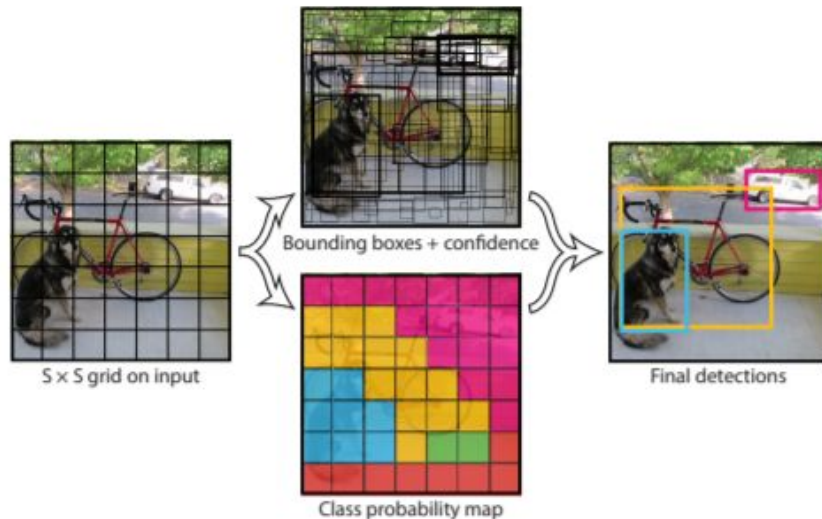 S × S grid on input
Bounding boxes + confidence
Class probability map
Final detections